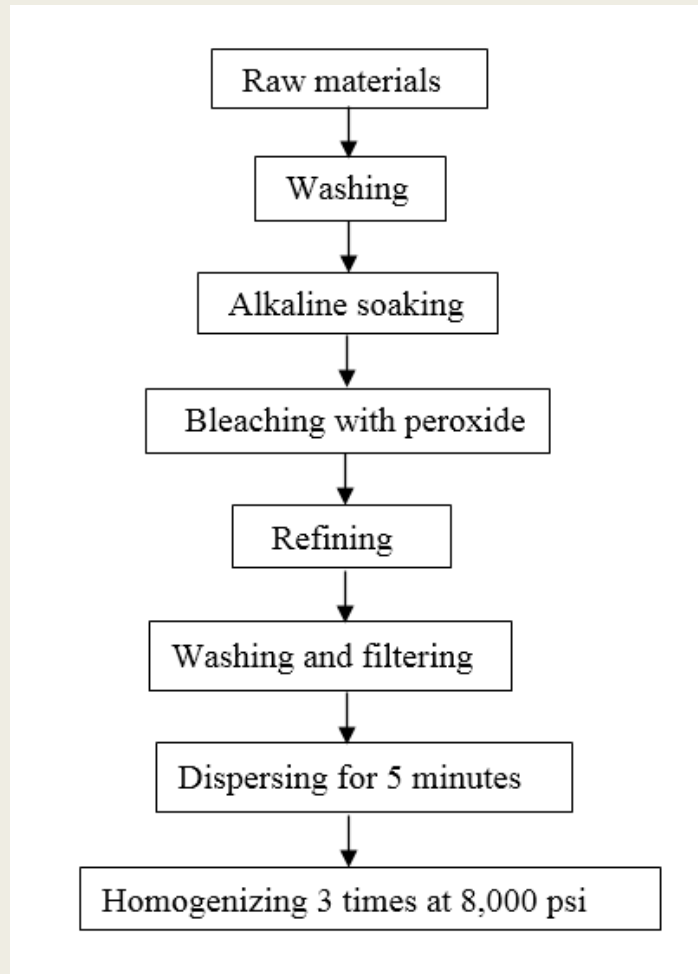 Raw materials
Washing
Alkaline soaking
Bleaching with peroxide
Refining
Washing and filtering
Dispersing for 5 minutes
Homogenizing 3 times at 8,000 psi